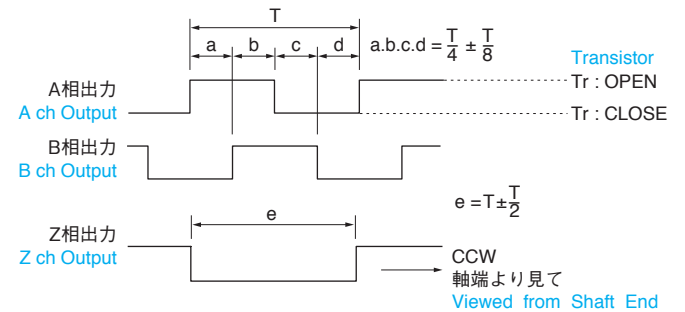 T
a b c d a.b.c.d = T/4 ± T/8
Transistor
A相出力
A ch Output
Tr : OPEN
Tr : CLOSE
B相出力
B ch Output
e = T ± T/2
e
Z相出力
Z ch Output
CCW
軸端より見て
Viewed from Shaft End